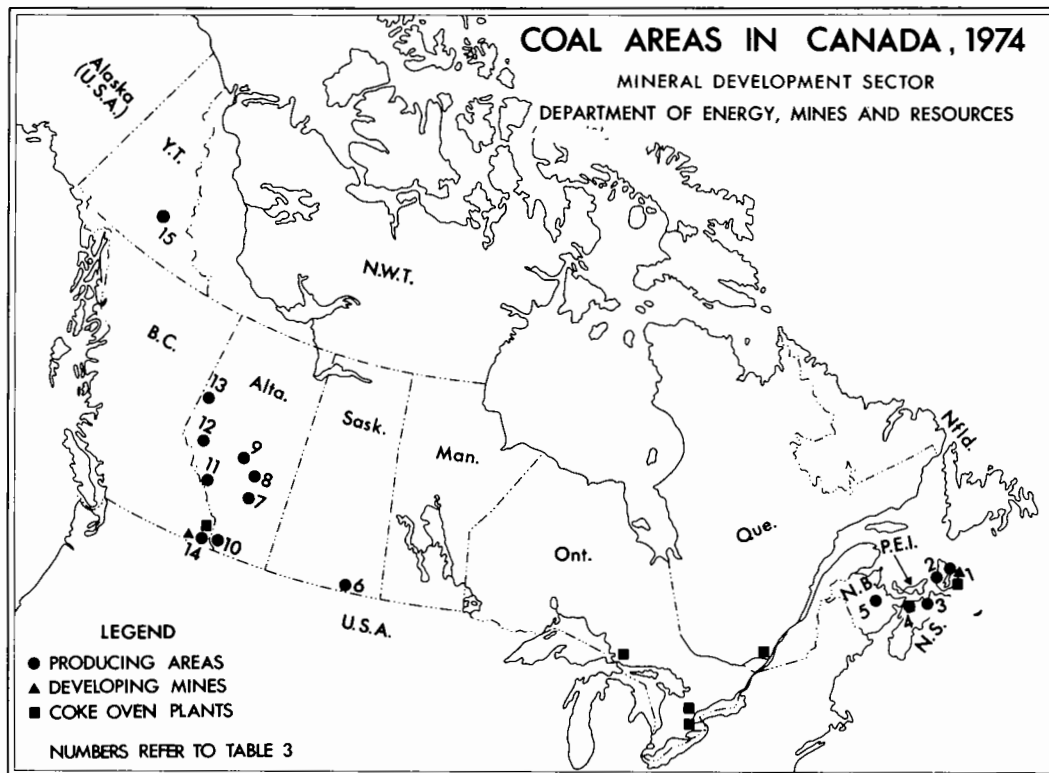 COAL AREAS IN CANADA, 1974
MINERAL DEVELOPMENT SECTOR
DEPARTMENT OF ENERGY, MINES AND RESOURCES
Alaska
(U.S.A.)
Y.T.
15
N.W.T.
B.C.
13
Alta.
12
9
Sask.
11
8
Man.
7
Nfld.
14
10
Ont.
Que.
P.E.I.
2
1
N.B.
6
5
4
3
N.S.
U.S.A.
LEGEND
PRODUCING AREAS
DEVELOPING MINES
COKE OVEN PLANTS
NUMBERS REFER TO TABLE 3